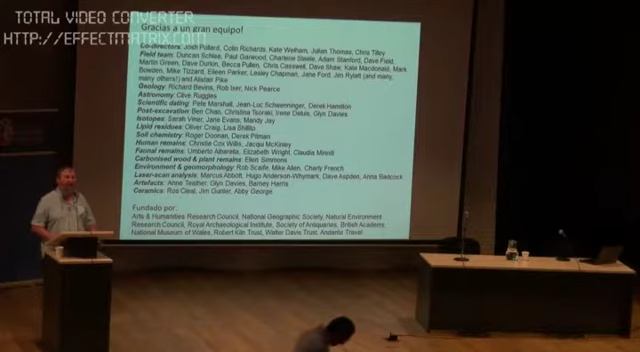 TOTAL VIDEO CONVERTER
HTTP://EFFECTMATRIX.COM
Gracias a un gran equipo!
Co-directors: Josh Pollard, Colin Richards, Kate Welham, Julian Thomas, Chris Tilley
Field team: Duncan Schlee, Paul Garwood, Charlene Steele, Adam Stanford, Dave Field,
Martin Green, Dave Durkin, Becca Pullen, Chris Casswell, Dave Shaw, Kate Macdonald, Mark
Bowden, Mike Tizzard, Eileen Parker, Lesley Chapman, Jane Ford, Jim Rylatt (and many,
many others!) and Alistair Pike
Geology: Richard Bevins, Rob Ixer, Nick Pearce
Astronomy: Clive Ruggles
Scientific dating: Pete Marshall, Jean-Luc Schwenninger, Derek Hamilton
Post-excavation: Ben Chan, Christina Tsoraki, Irene Deluis, Glyn Davies
Isotopes: Sarah Viner, Jane Evans, Mandy Jay
Lipid residues: Oliver Craig, Lisa Shillito
Soil chemistry: Roger Doonan, Derek Pitman
Human remains: Christie Cox Willis, Jacqui McKinley
Faunal remains: Umberto Albarella, Elizabeth Wright, Claudia Minniti
Carbonised wood & plant remains: Ellen Simmons
Environment & geomorphology: Rob Scaife, Mike Allen, Charly French
Laser-scan analysis: Marcus Abbott, Hugo Anderson-Whymark, Dave Aspden, Anna Badcock
Artefacts: Anne Teather, Glyn Davies, Barney Harris
Ceramics: Ros Cleal, Jim Gunter, Abby George
Fundado por:
Arts & Humanities Research Council, National Geographic Society, Natural Environment
Research Council, Royal Archaeological Institute, Society of Antiquaries, British Academy,
National Museum of Wales, Robert Kiln Trust, Walter Davis Trust, Andante Travel